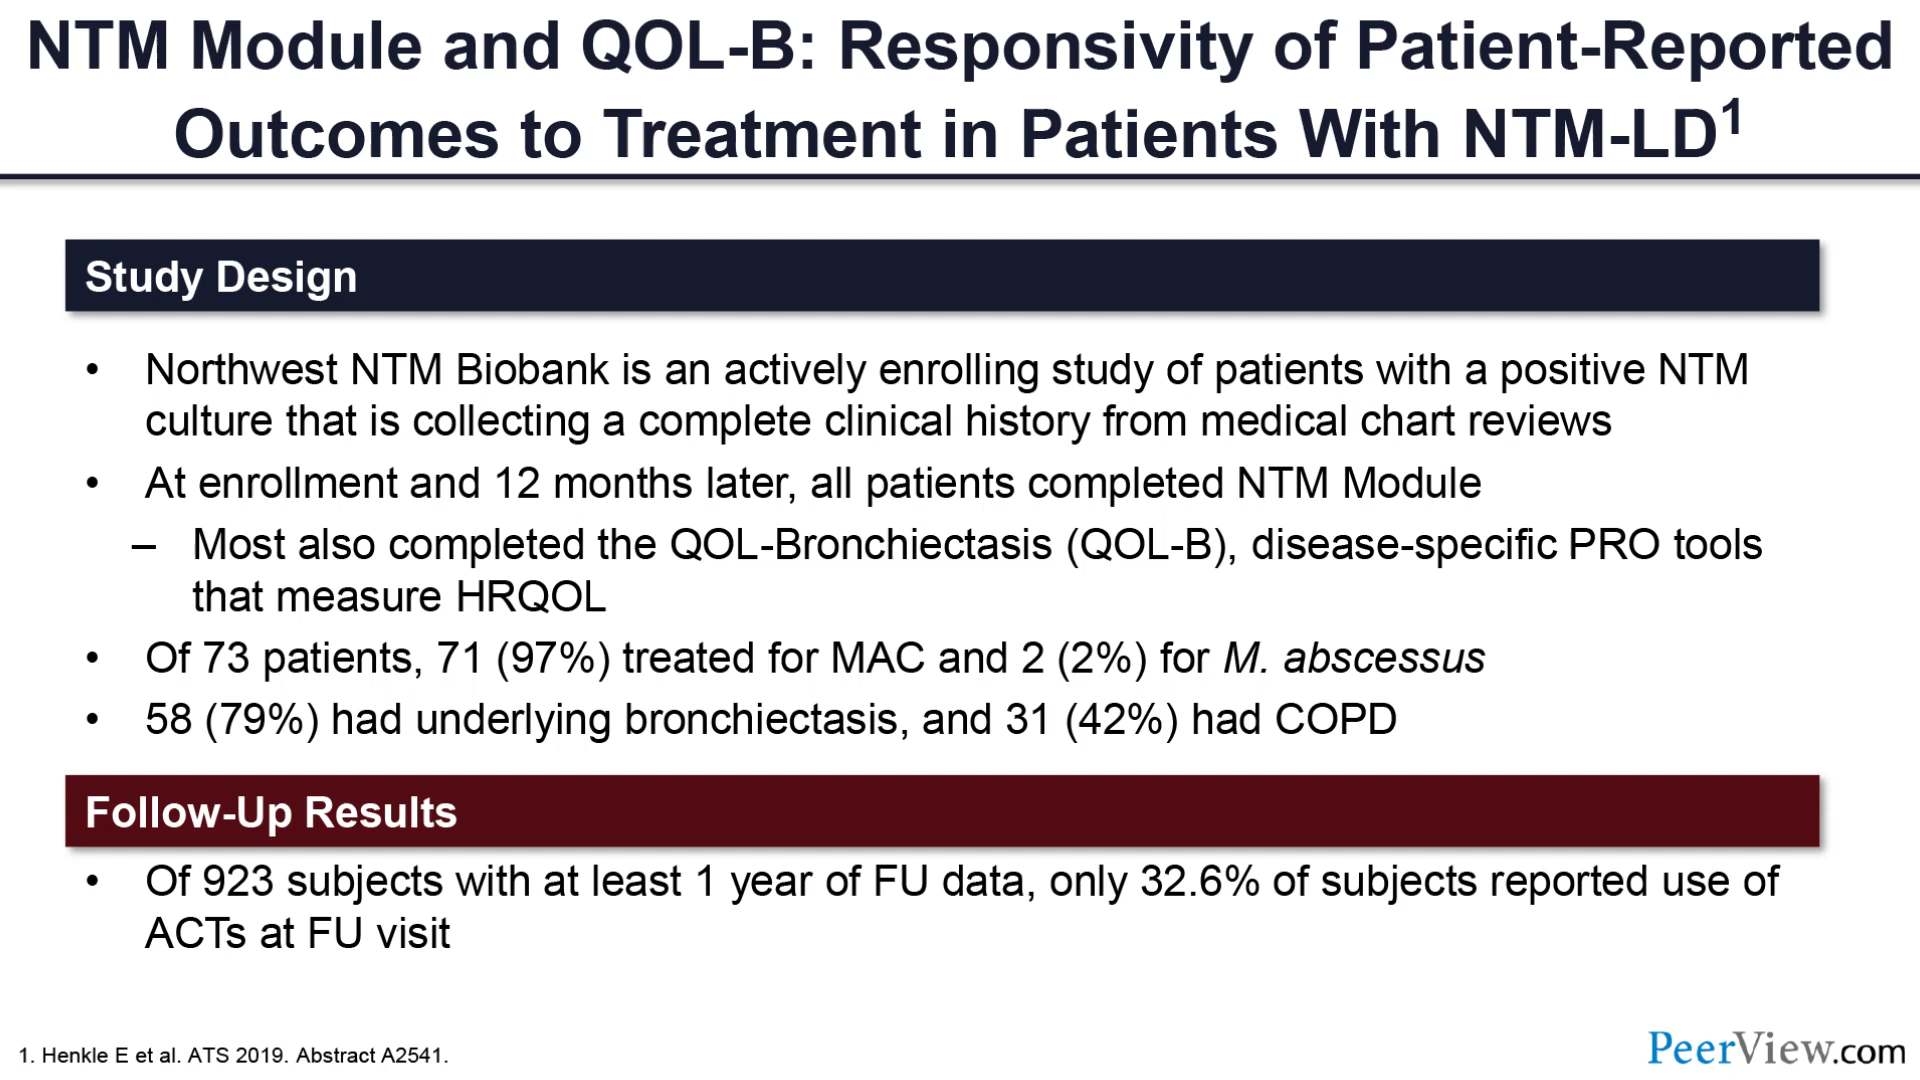 NTM Module and QOL-B: Responsivity of Patient-Reported
Outcomes to Treatment in Patients With NTM-LD1
Study Design
• Northwest NTM Biobank is an actively enrolling study of patients with a positive NTM
culture that is collecting a complete clinical history from medical chart reviews
• At enrollment and 12 months later, all patients completed NTM Module
– Most also completed the QOL-Bronchiectasis (QOL-B), disease-specific PRO tools
that measure HRQOL
• Of 73 patients, 71 (97%) treated for MAC and 2 (2%) for M. abscessus
• 58 (79%) had underlying bronchiectasis, and 31 (42%) had COPD
Follow-Up Results
• Of 923 subjects with at least 1 year of FU data, only 32.6% of subjects reported use of
ACTs at FU visit
1. Henkle E et al. ATS 2019. Abstract A2541.
PeerView.com